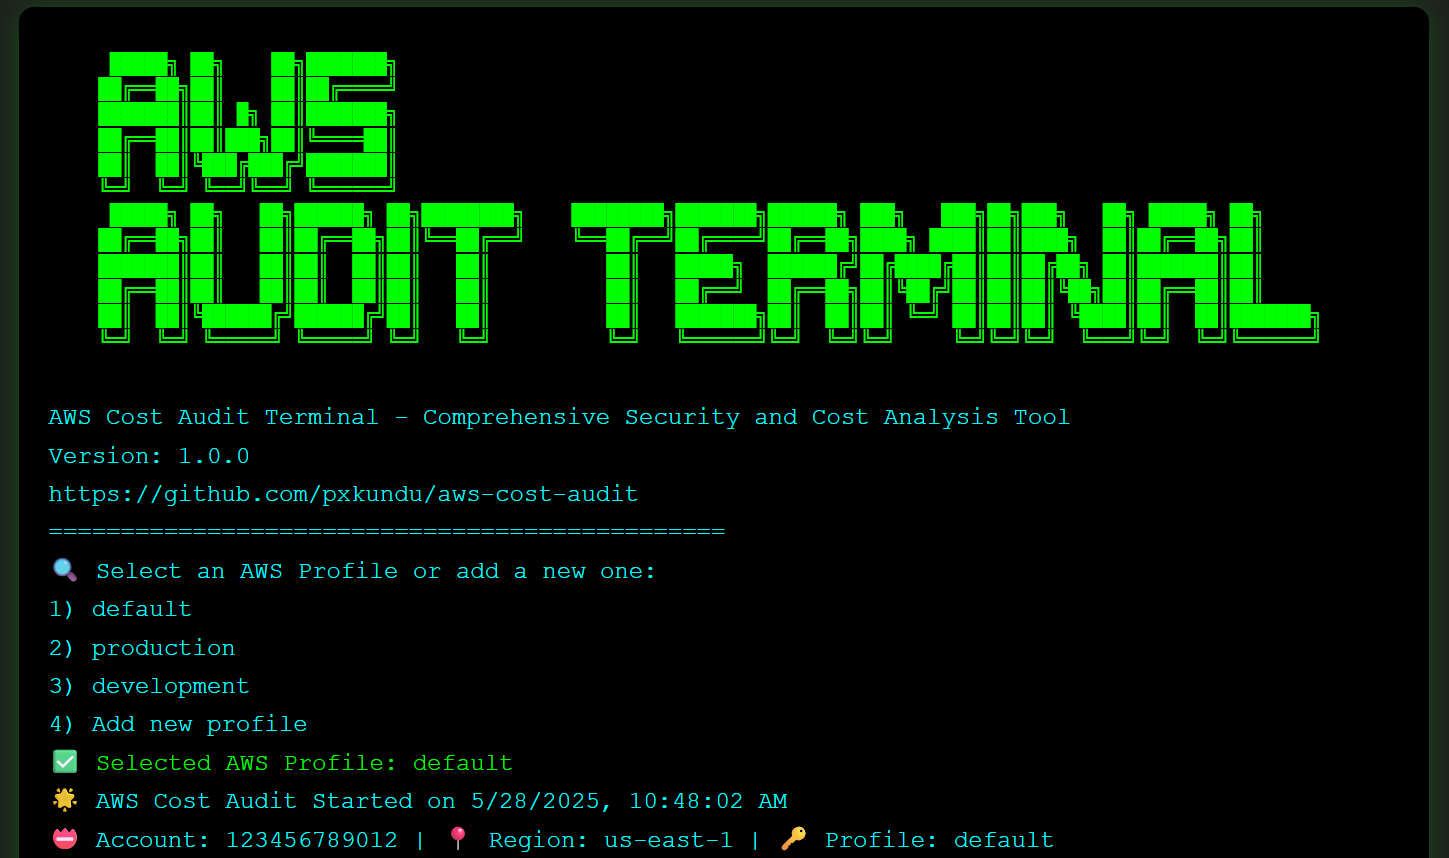 AWS
AUDIT TERMINAL
AWS Cost Audit Terminal - Comprehensive Security and Cost Analysis Tool
Version: 1.0.0
https://github.com/pxkundu/aws-cost-audit
===============================================
🔍 Select an AWS Profile or add a new one:
1) default
2) production
3) development
4) Add new profile
✅ Selected AWS Profile: default
🌟 AWS Cost Audit Started on 5/28/2025, 10:48:02 AM
📛 Account: 123456789012 | 📍 Region: us-east-1 | 🔑 Profile: default